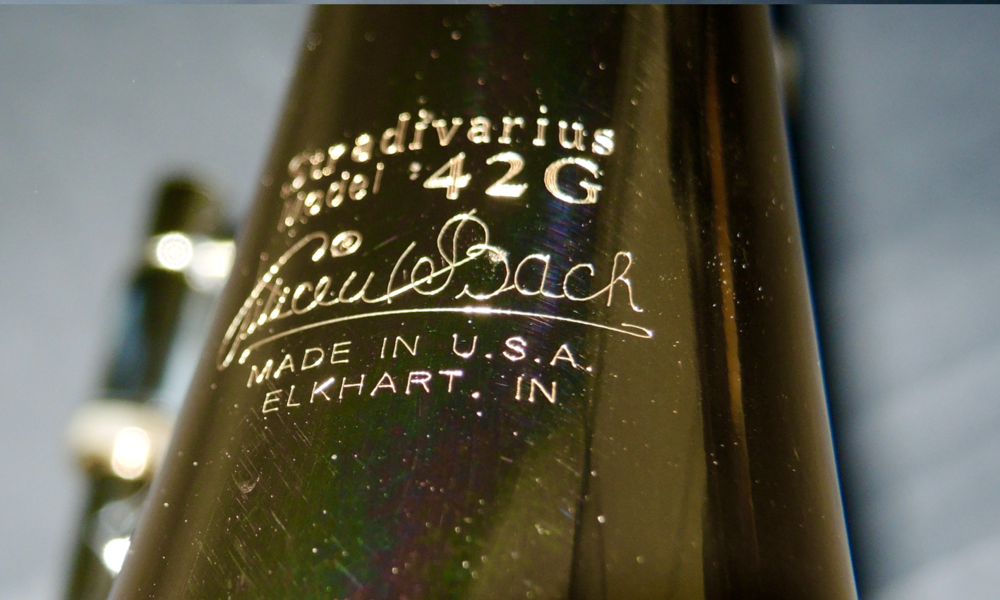 Stradivarius
Model 42G
Vincent Bach
MADE IN U.S.A.
ELKHART, IN